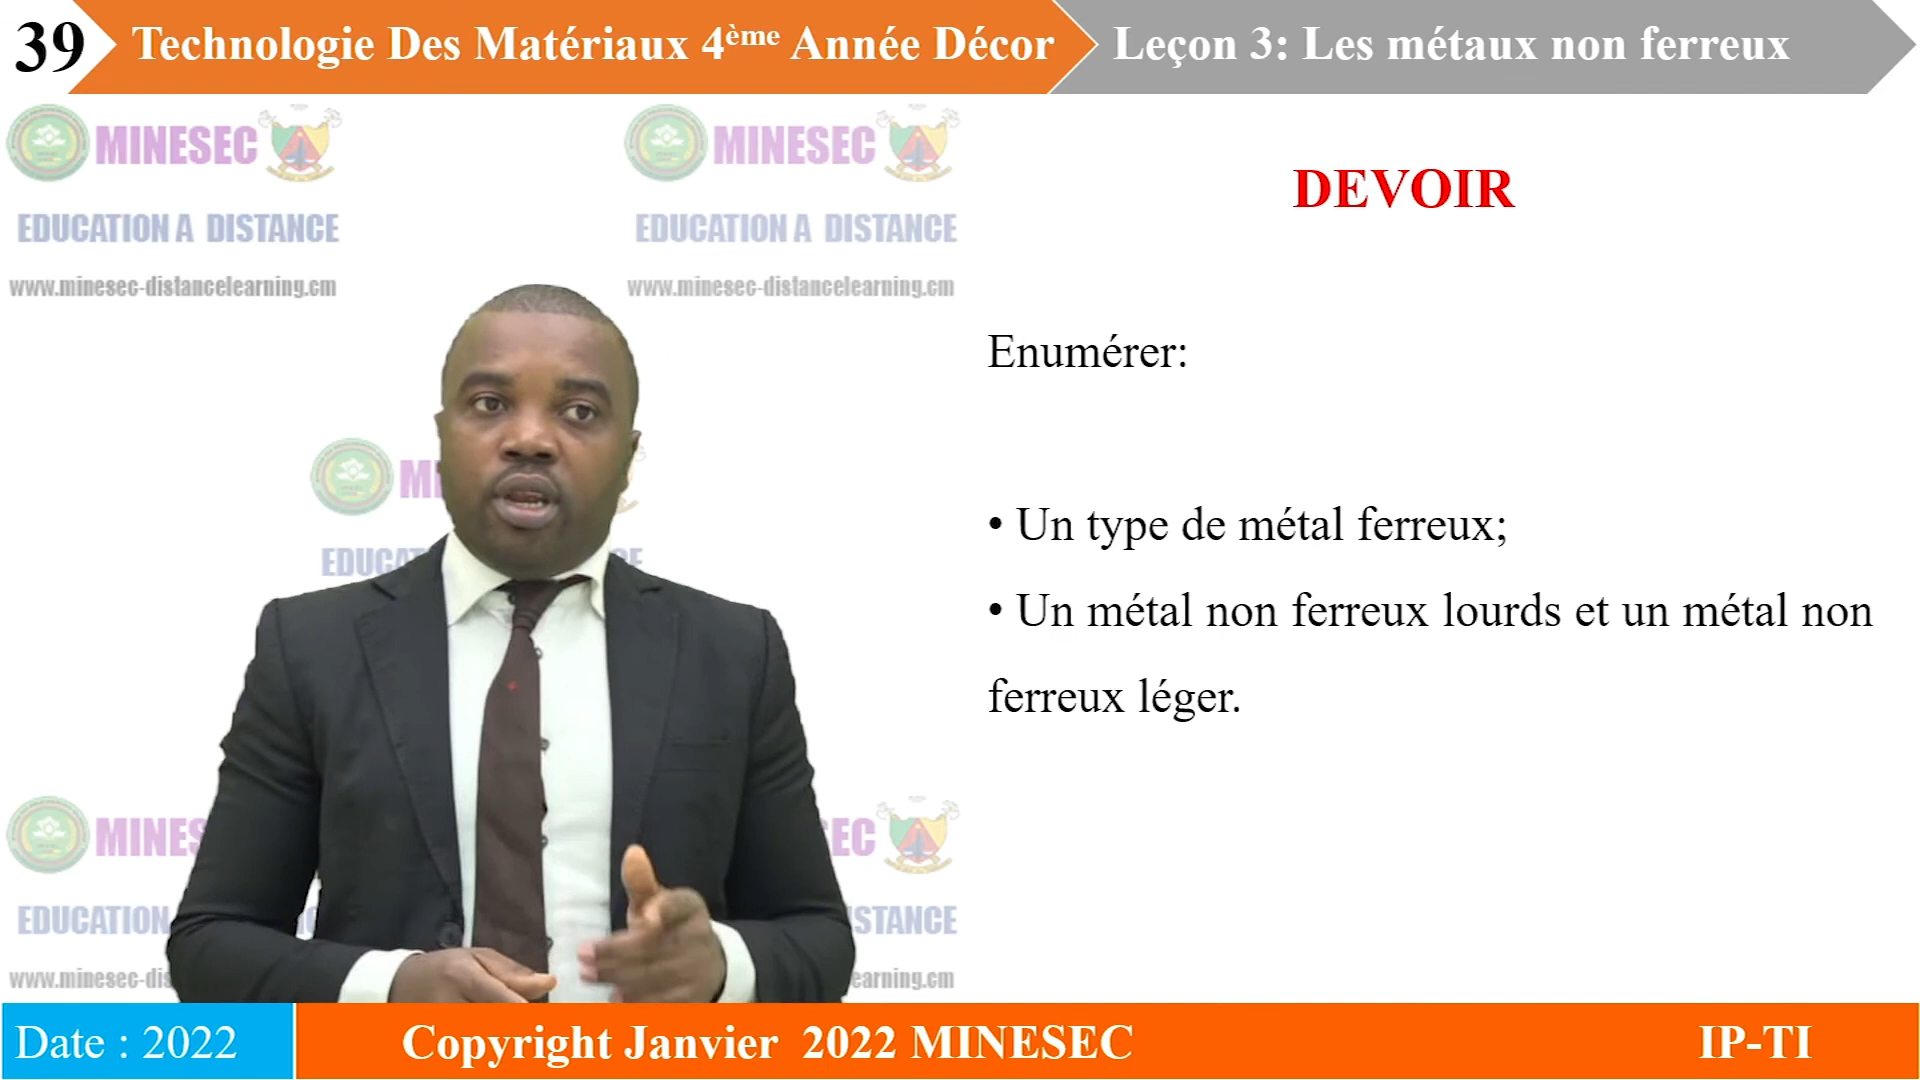 39
Technologie Des Matériaux 4ème Année Décor
Leçon 3: Les métaux non ferreux
MINESEC
EDUCATION A DISTANCE
www.minesec-distancelearning.cm
MINESEC
EDUCATION A DISTANCE
www.minesec-distancelearning.cm
DEVOIR
Enumérer:
• Un type de métal ferreux;
• Un métal non ferreux lourds et un métal non
ferreux léger.
Date : 2022
Copyright Janvier 2022 MINESEC
IP-TI